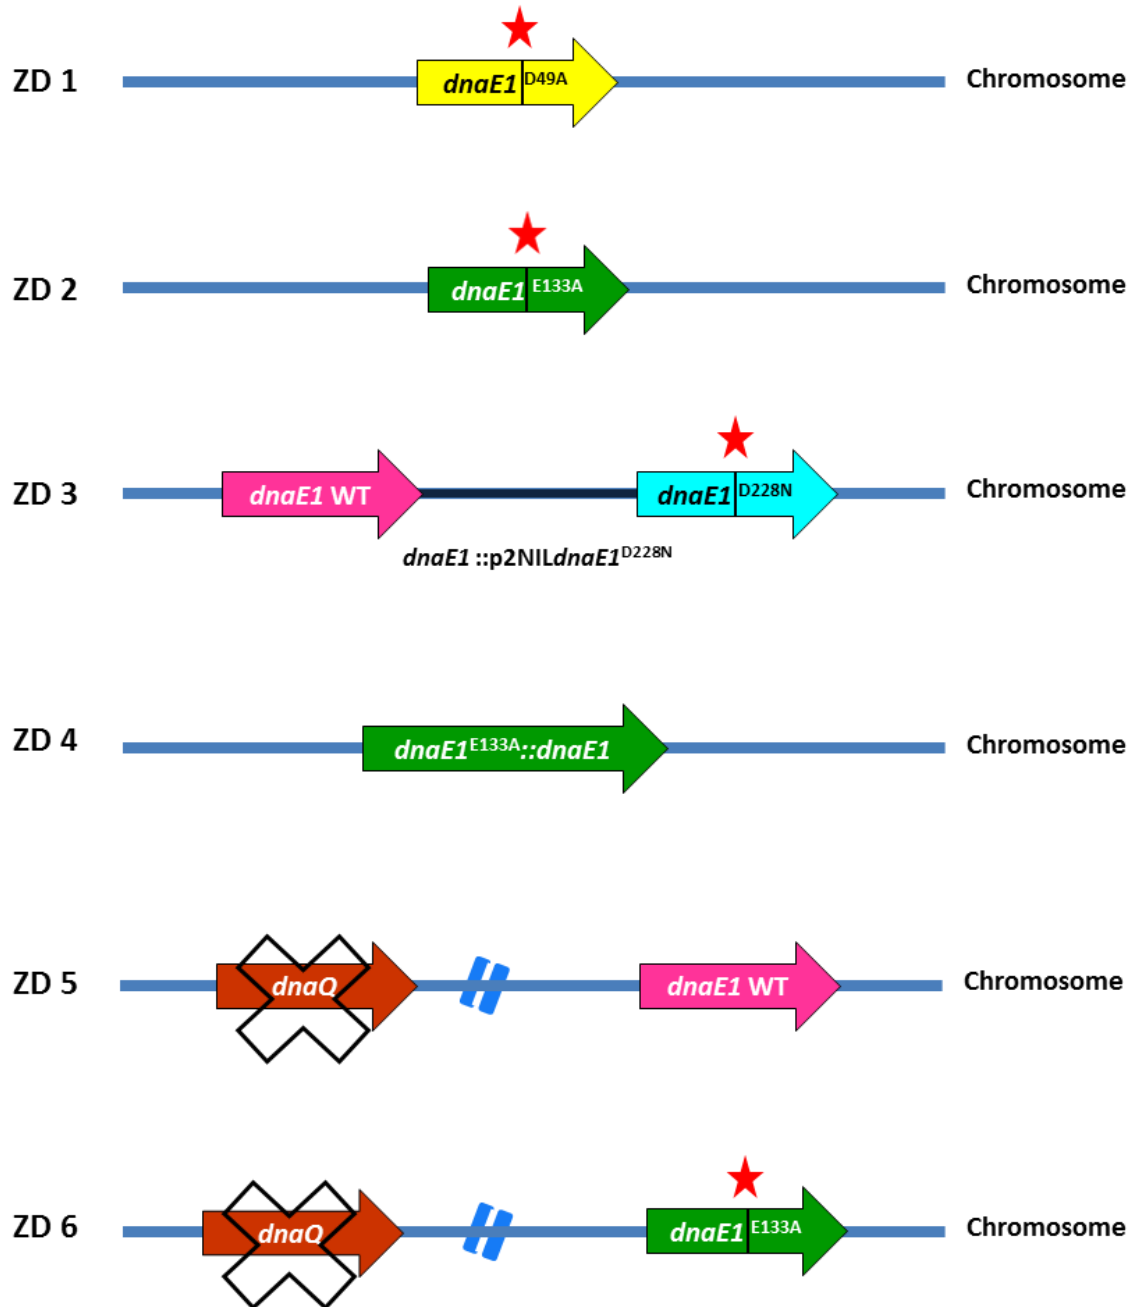 ZD 1 dnaE1 D49A Chromosome
ZD 2 dnaE1 E133A Chromosome
ZD 3 dnaE1 WT dnaE1 D228N Chromosome
dnaE1 ::p2NILdnaE1D228N
ZD 4 dnaE1E133A::dnaE1 Chromosome
ZD 5 dnaQ dnaE1 WT Chromosome
ZD 6 dnaQ dnaE1 E133A Chromosome